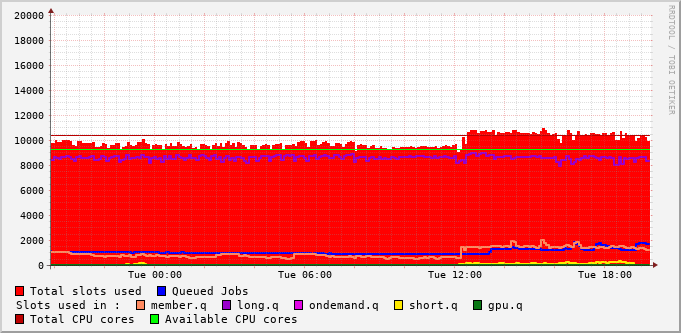 20000
18000
16000
14000
12000
10000
8000
6000
4000
2000
0
Tue 00:00 Tue 06:00 Tue 12:00 Tue 18:00
RRDTOOL / TOBI OETIKER
Total slots used Queued Jobs
Slots used in : member.q long.q ondemand.q short.q gpu.q
Total CPU cores Available CPU cores